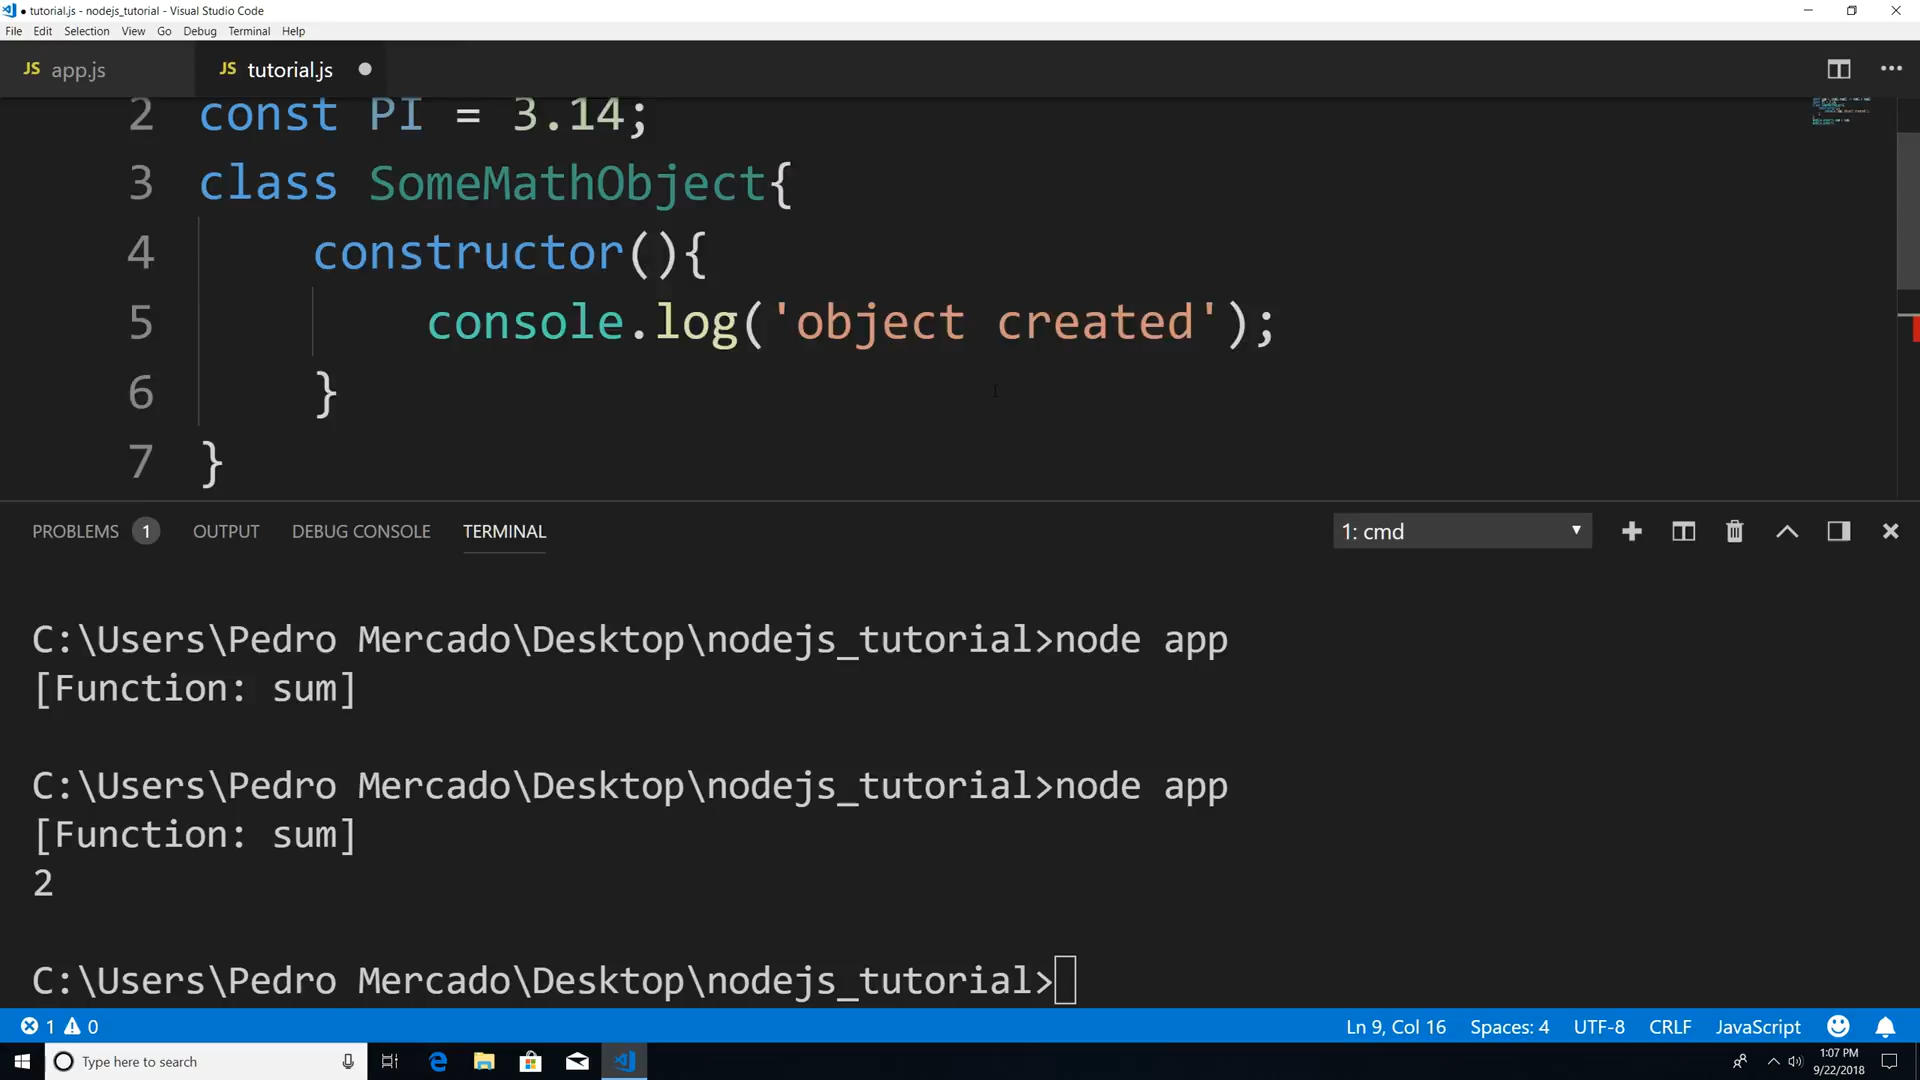 tutorial.js - nodejs_tutorial - Visual Studio Code
File Edit Selection View Go Debug Terminal Help
JS app.js JS tutorial.js
2 const PI = 3.14;
3 class SomeMathObject{
4 constructor(){
5 console.log('object created');
6 }
7 }
PROBLEMS 1 OUTPUT DEBUG CONSOLE TERMINAL 1: cmd
C:\Users\Pedro Mercado\Desktop\nodejs_tutorial>node app
[Function: sum]
C:\Users\Pedro Mercado\Desktop\nodejs_tutorial>node app
[Function: sum]
2
C:\Users\Pedro Mercado\Desktop\nodejs_tutorial>
1 0 Ln 9, Col 16 Spaces: 4 UTF-8 CRLF JavaScript
Type here to search 1:07 PM
9/22/2018